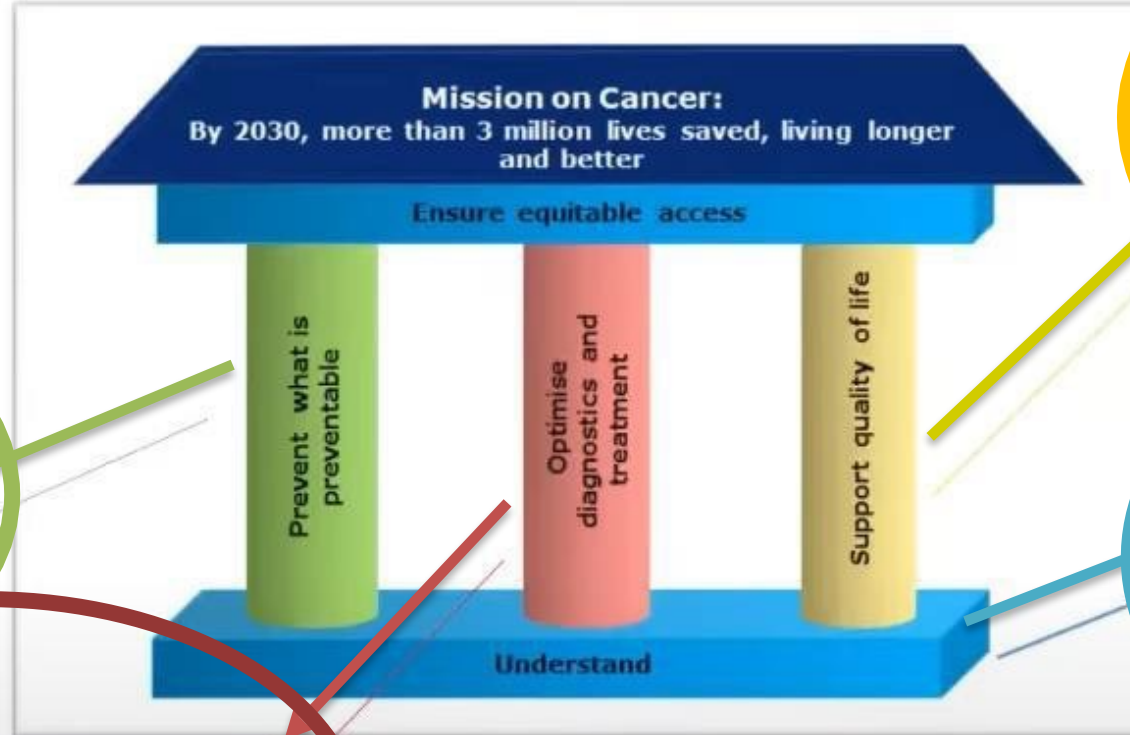 Mission on Cancer:
By 2030, more than 3 million lives saved, living longer
and better
Ensure equitable access
Prevent what is
preventable
Optimise
diagnostics and
treatment
Support quality of life
Understand